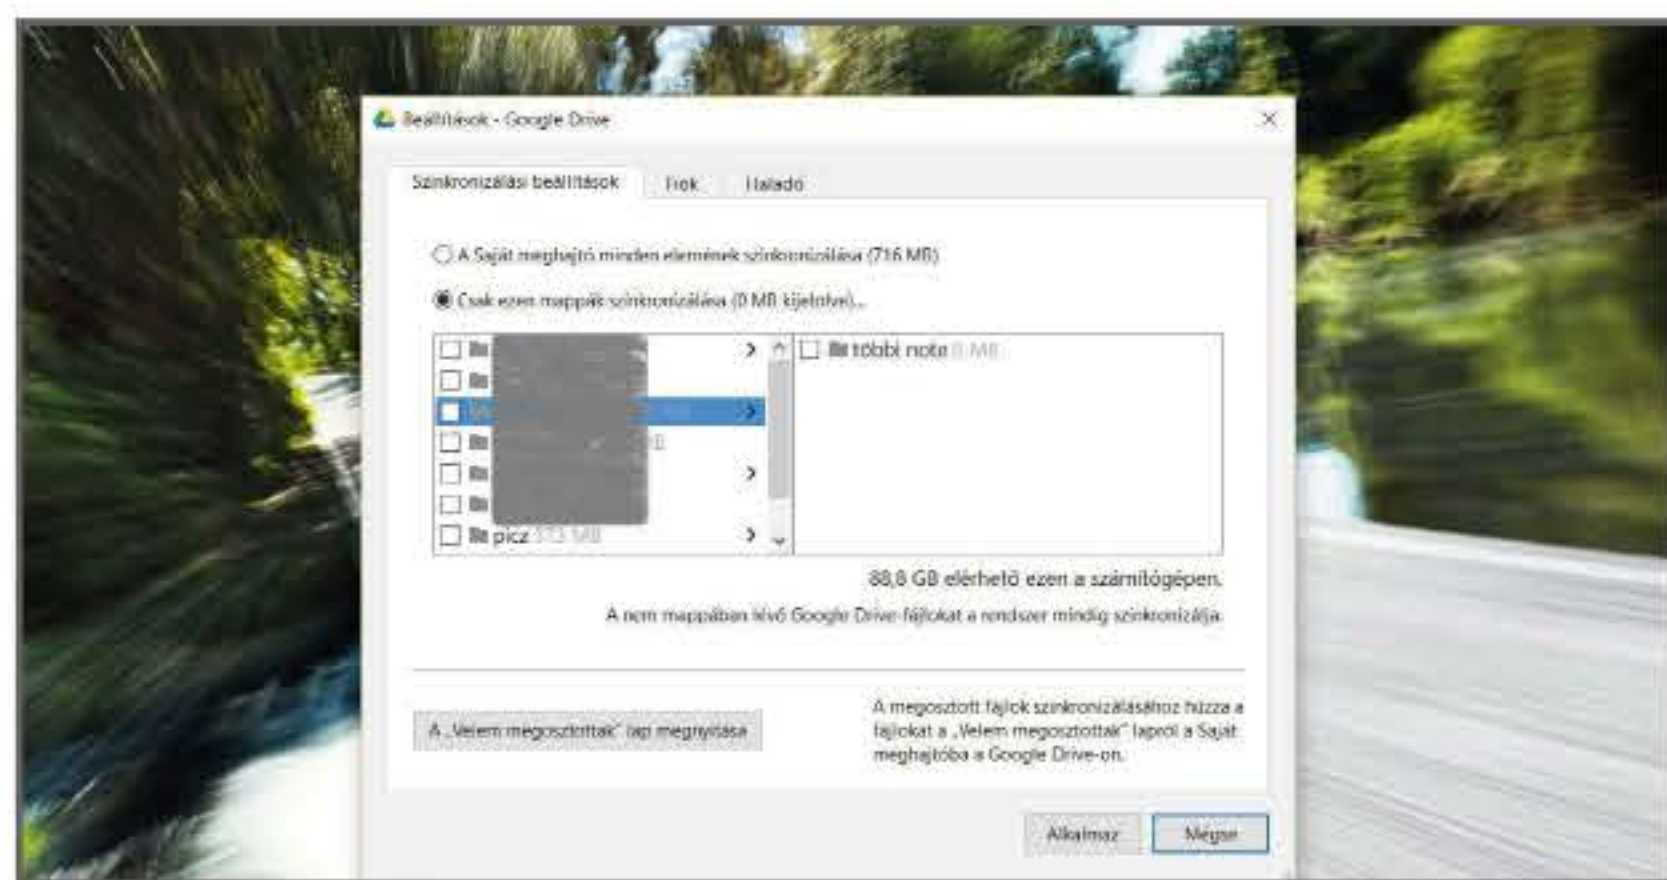 Beállítások - Google Drive
Szinkronizálási beállítások
Fiók
Haladó
A Saját meghajtó minden elemének szinkronizálása (716 MB)
Csak ezen mappák szinkronizálása (0 MB kijelölve)...
többi note 0 MB
picz MB
88,8 GB elérhető ezen a számítógépen.
A nem mappában lévő Google Drive-fájlokat a rendszer mindig szinkronizálja.
A „Velem megosztottak” lap megnyitása
A megosztott fájlok szinkronizálásához húzza a
fájlokat a „Velem megosztottak” lapról a Saját
meghajtóba a Google Drive-on.
Alkalmaz
Mégse